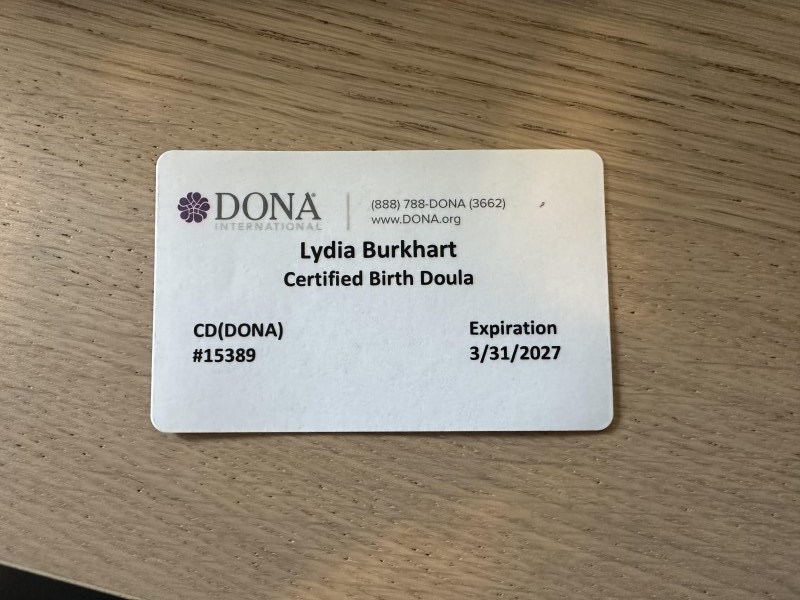 DONA®
INTERNATIONAL
(888) 788-DONA (3662)
www.DONA.org
Lydia Burkhart
Certified Birth Doula
CD(DONA)
#15389
Expiration
3/31/2027